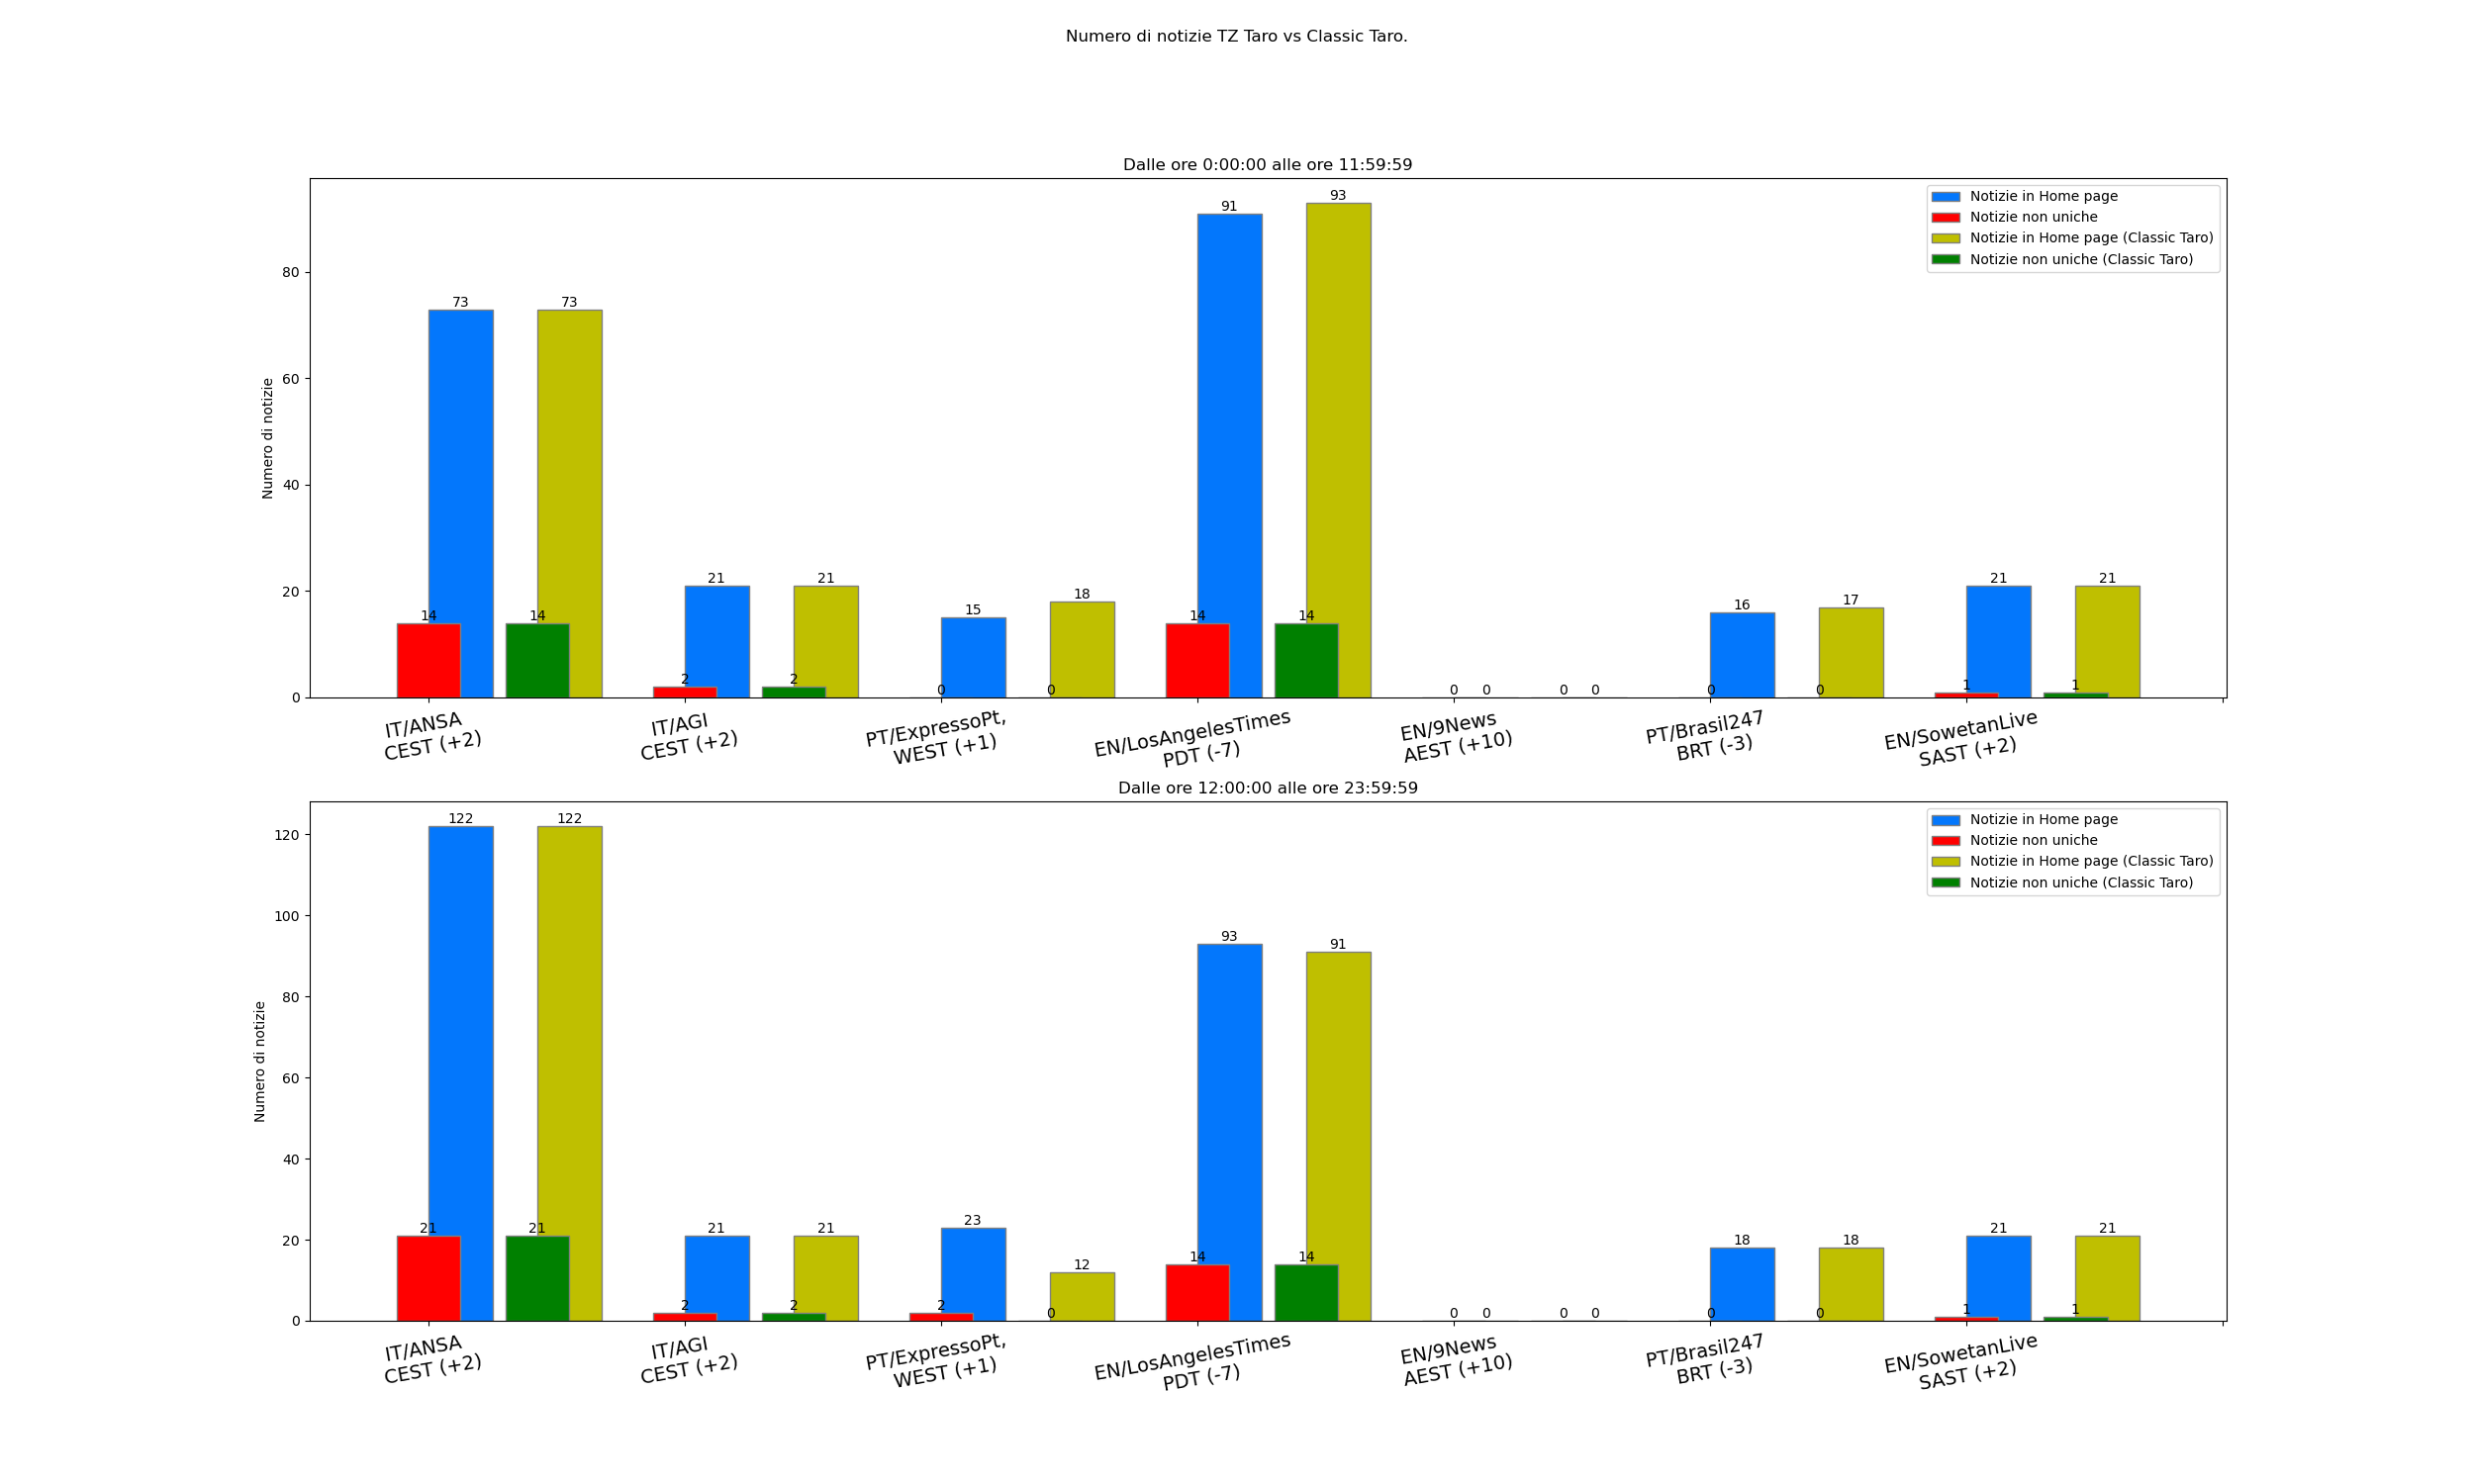 Numero di notizie TZ Taro vs Classic Taro.
Dalle ore 0:00:00 alle ore 11:59:59
Notizie in Home page
Notizie non uniche
Notizie in Home page (Classic Taro)
Notizie non uniche (Classic Taro)
Numero di notizie
80
60
40
20
0
14 73 14 73
2 21 2 21
0 15 0 18
14 91 14 93
0 0 0 0
0 16 0 17
1 21 1 21
IT/ANSA
CEST (+2)
IT/AGI
CEST (+2)
PT/ExpressoPt,
WEST (+1)
EN/LosAngelesTimes
PDT (-7)
EN/9News
AEST (+10)
PT/Brasil247
BRT (-3)
EN/SowetanLive
SAST (+2)
Dalle ore 12:00:00 alle ore 23:59:59
Notizie in Home page
Notizie non uniche
Notizie in Home page (Classic Taro)
Notizie non uniche (Classic Taro)
Numero di notizie
120
100
80
60
40
20
0
21 122 21 122
2 21 2 21
2 23 0 12
14 93 14 91
0 0 0 0
0 18 0 18
1 21 1 21
IT/ANSA
CEST (+2)
IT/AGI
CEST (+2)
PT/ExpressoPt,
WEST (+1)
EN/LosAngelesTimes
PDT (-7)
EN/9News
AEST (+10)
PT/Brasil247
BRT (-3)
EN/SowetanLive
SAST (+2)